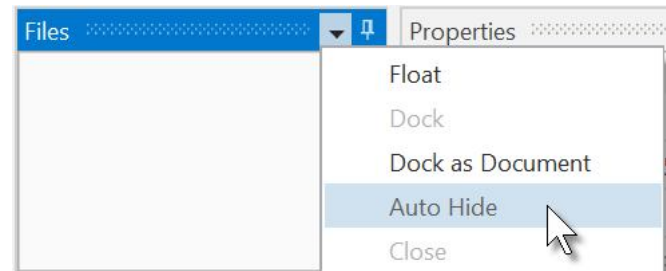 Files
Properties
Float
Dock
Dock as Document
Auto Hide
Close